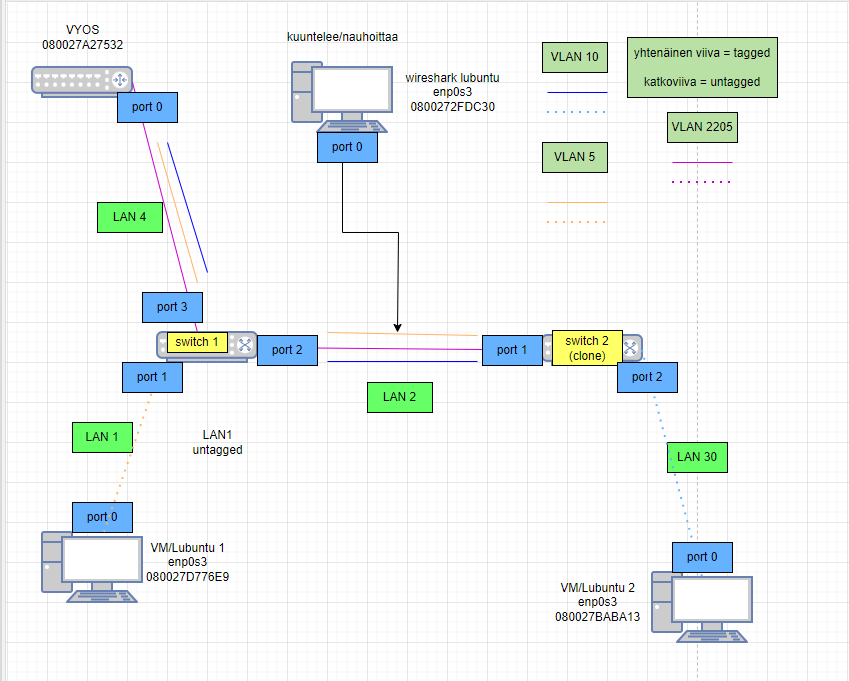 VYOS
080027A27532
port 0
kuuntelee/nauhoittaa
wireshark lubuntu
enp0s3
0800272FDC30
port 0
VLAN 10
yhtenäinen viiva = tagged
katkoviiva = untagged
VLAN 2205
VLAN 5
LAN 4
port 3
switch 1
port 2
port 1
switch 2
(clone)
port 1
port 2
LAN 2
LAN 1
LAN1
untagged
LAN 30
port 0
VM/Lubuntu 1
enp0s3
080027D776E9
port 0
VM/Lubuntu 2
enp0s3
080027BABA13